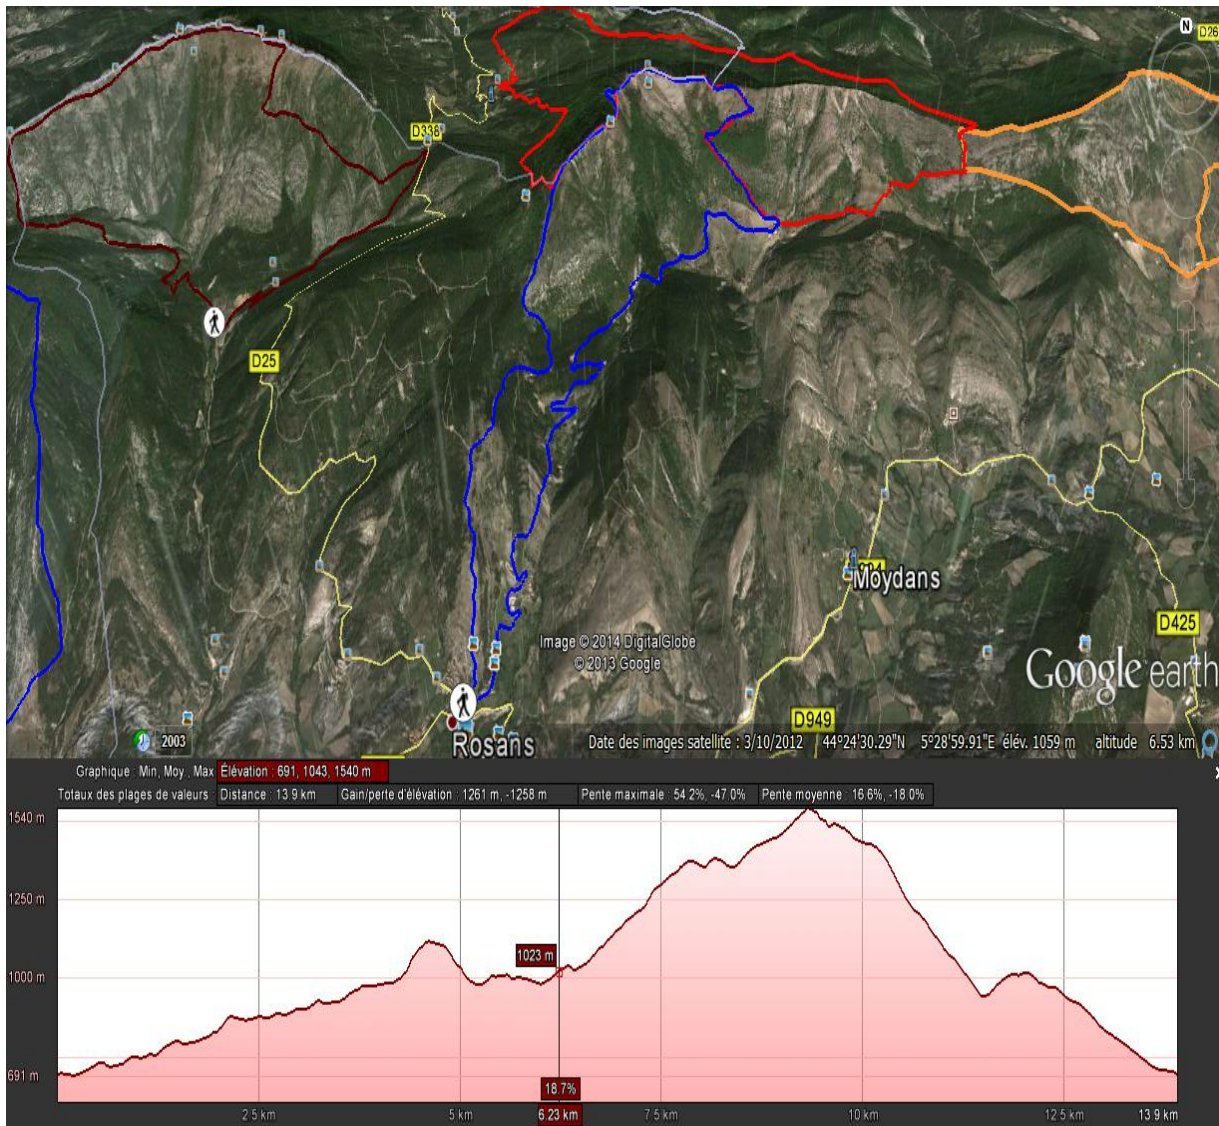 N
D26
D338
D25
Moydans
D425
Image © 2014 DigitalGlobe
© 2013 Google
Google earth
D949
Rosans
2003
Date des images satellite : 3/10/2012 44°24'30.29"N 5°28'59.91"E élév. 1059 m altitude 6.53 km
Graphique : Min, Moy., Max Élévation : 691, 1043, 1540 m
Totaux des plages de valeurs : Distance : 13.9 km Gain/perte d'élévation : 1261 m, -1258 m Pente maximale : 54.2%, -47.0% Pente moyenne : 16.6%, -18.0%
1540 m
1250 m
1023 m
1000 m
691 m
18.7%
2.5 km 5 km 6.23 km 7.5 km 10 km 12.5 km 13.9 km